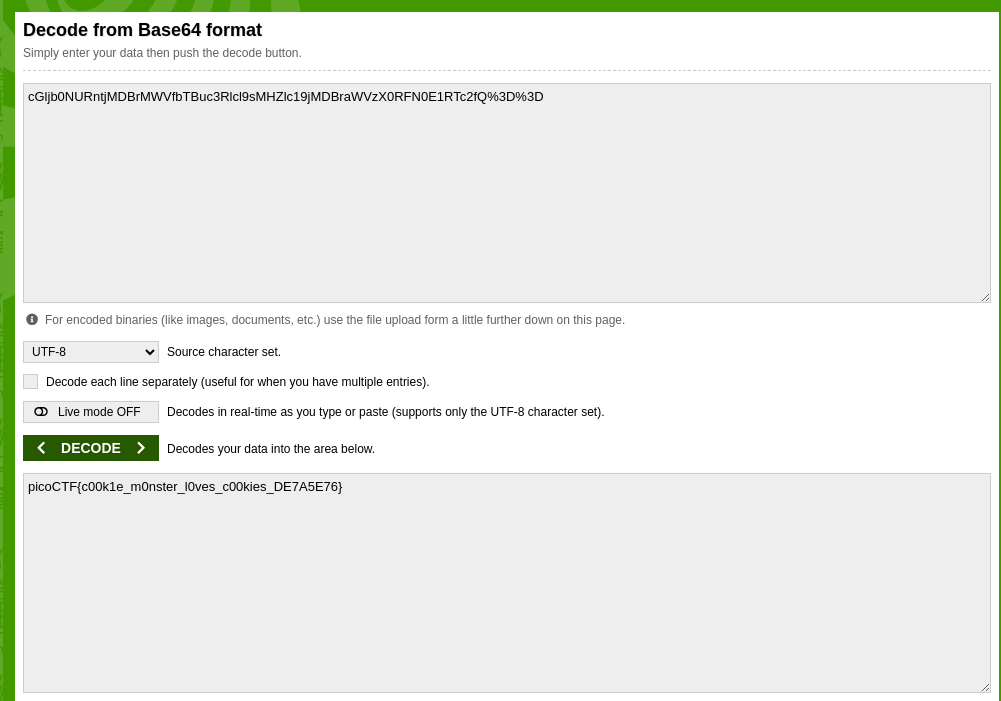 Decode from Base64 format
Simply enter your data then push the decode button.
cGljb0NURntjMDBrMWVfbTBuc3Rlcl9sMHZlc19jMDBraWVzX0RFN0E1RTc2fQ%3D%3D
For encoded binaries (like images, documents, etc.) use the file upload form a little further down on this page.
UTF-8 Source character set.
Decode each line separately (useful for when you have multiple entries).
Live mode OFF Decodes in real-time as you type or paste (supports only the UTF-8 character set).
DECODE Decodes your data into the area below.
picoCTF{c00k1e_m0nster_l0ves_c00kies_DE7A5E76}